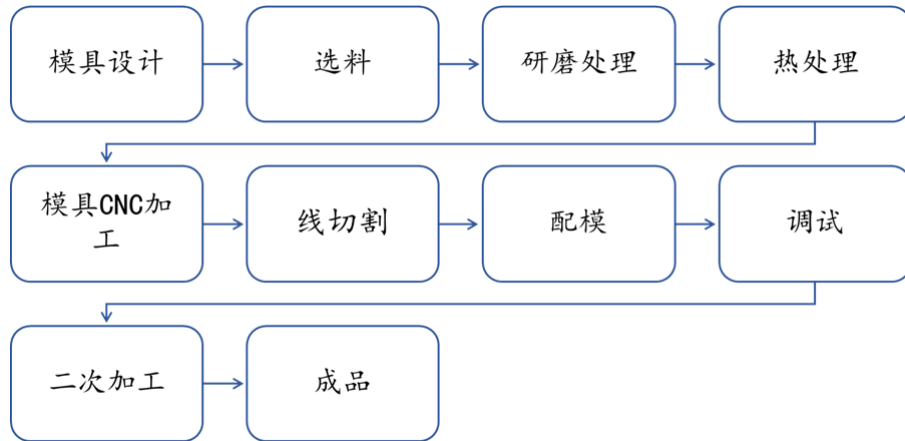 模具设计
选料
研磨处理
热处理
模具CNC加
工
线切割
配模
调试
二次加工
成品